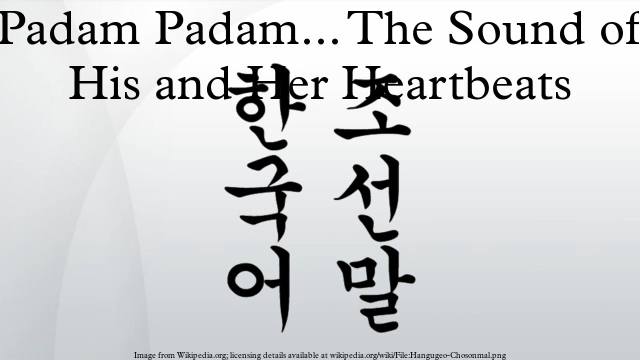 Padam Padam... The Sound of
His and Her Heartbeats
한국어
조선말
Image from Wikipedia.org; licensing details available at wikipedia.org/wiki/File:Hangugeo-Chosonmal.png